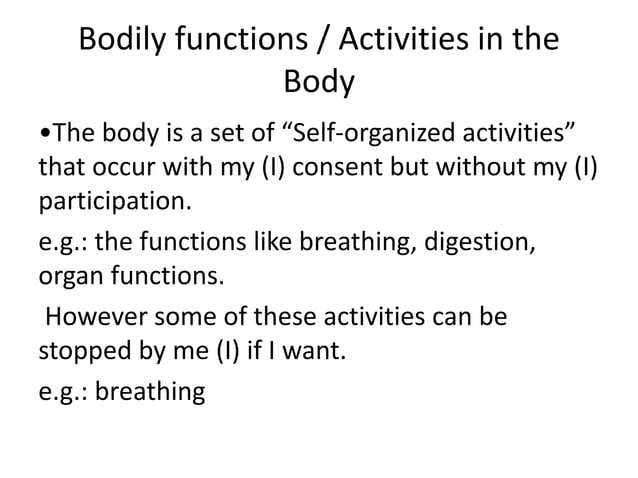 Bodily functions / Activities in the
Body
•The body is a set of “Self-organized activities”
that occur with my (I) consent but without my (I)
participation.
e.g.: the functions like breathing, digestion,
organ functions.
However some of these activities can be
stopped by me (I) if I want.
e.g.: breathing